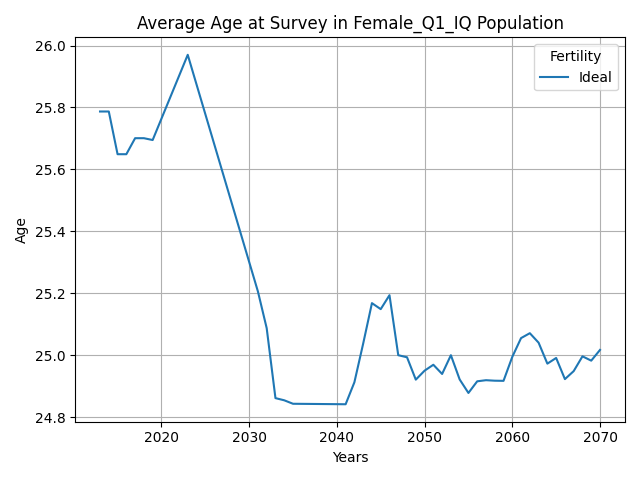 Average Age at Survey in Female_Q1_IQ Population
26.0
25.8
25.6
25.4
25.2
25.0
24.8
Age
Fertility
Ideal
2020 2030 2040 2050 2060 2070
Years